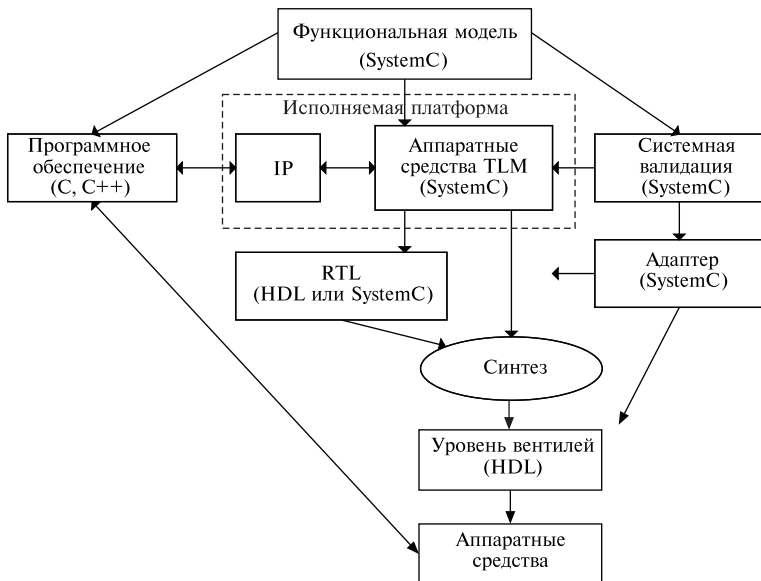 Функциональная модель
(SystemC)
Исполняемая платформа
Программное
обеспечение
(C, C++)
IP
Аппаратные
средства TLM
(SystemC)
Системная
валидация
(SystemC)
RTL
(HDL или SystemC)
Адаптер
(SystemC)
Синтез
Уровень вентилей
(HDL)
Аппаратные
средства